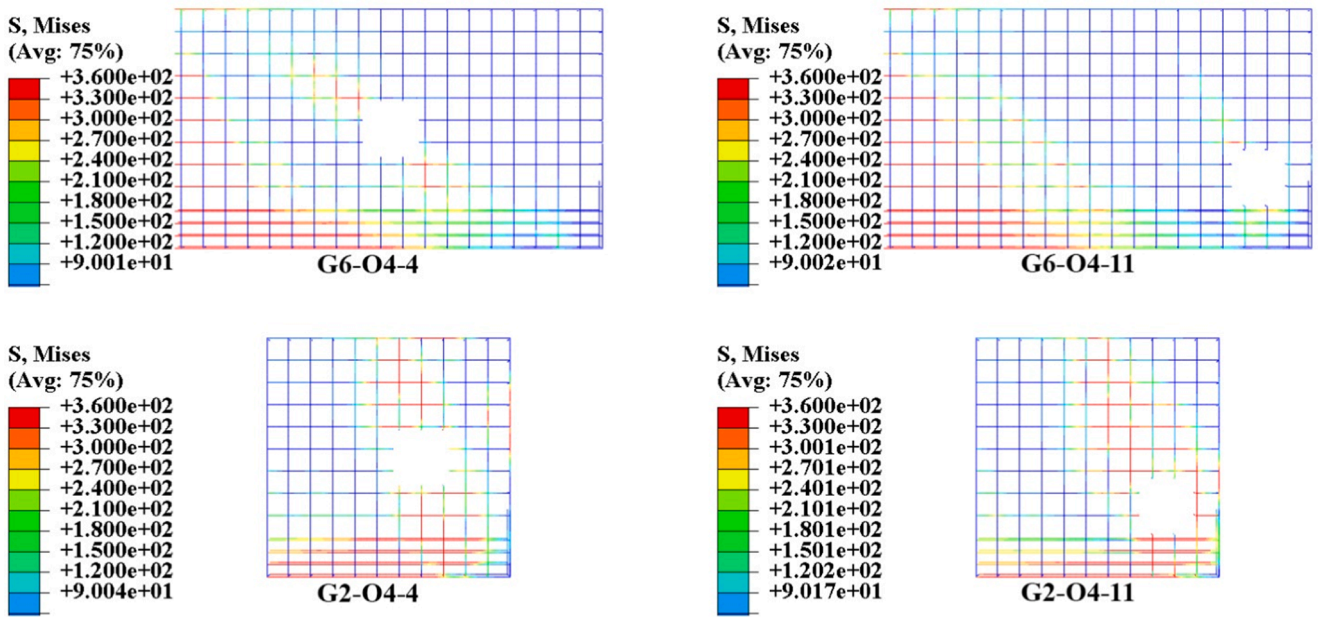 S, Mises
(Avg: 75%)
+3.600e+02
+3.300e+02
+3.000e+02
+2.700e+02
+2.400e+02
+2.100e+02
+1.800e+02
+1.500e+02
+1.200e+02
+9.001e+01
G6-O4-4
S, Mises
(Avg: 75%)
+3.600e+02
+3.300e+02
+3.000e+02
+2.700e+02
+2.400e+02
+2.100e+02
+1.800e+02
+1.500e+02
+1.200e+02
+9.002e+01
G6-O4-11
S, Mises
(Avg: 75%)
+3.600e+02
+3.300e+02
+3.000e+02
+2.700e+02
+2.400e+02
+2.100e+02
+1.800e+02
+1.500e+02
+1.200e+02
+9.004e+01
G2-O4-4
S, Mises
(Avg: 75%)
+3.600e+02
+3.300e+02
+3.001e+02
+2.701e+02
+2.401e+02
+2.101e+02
+1.801e+02
+1.501e+02
+1.202e+02
+9.017e+01
G2-O4-11